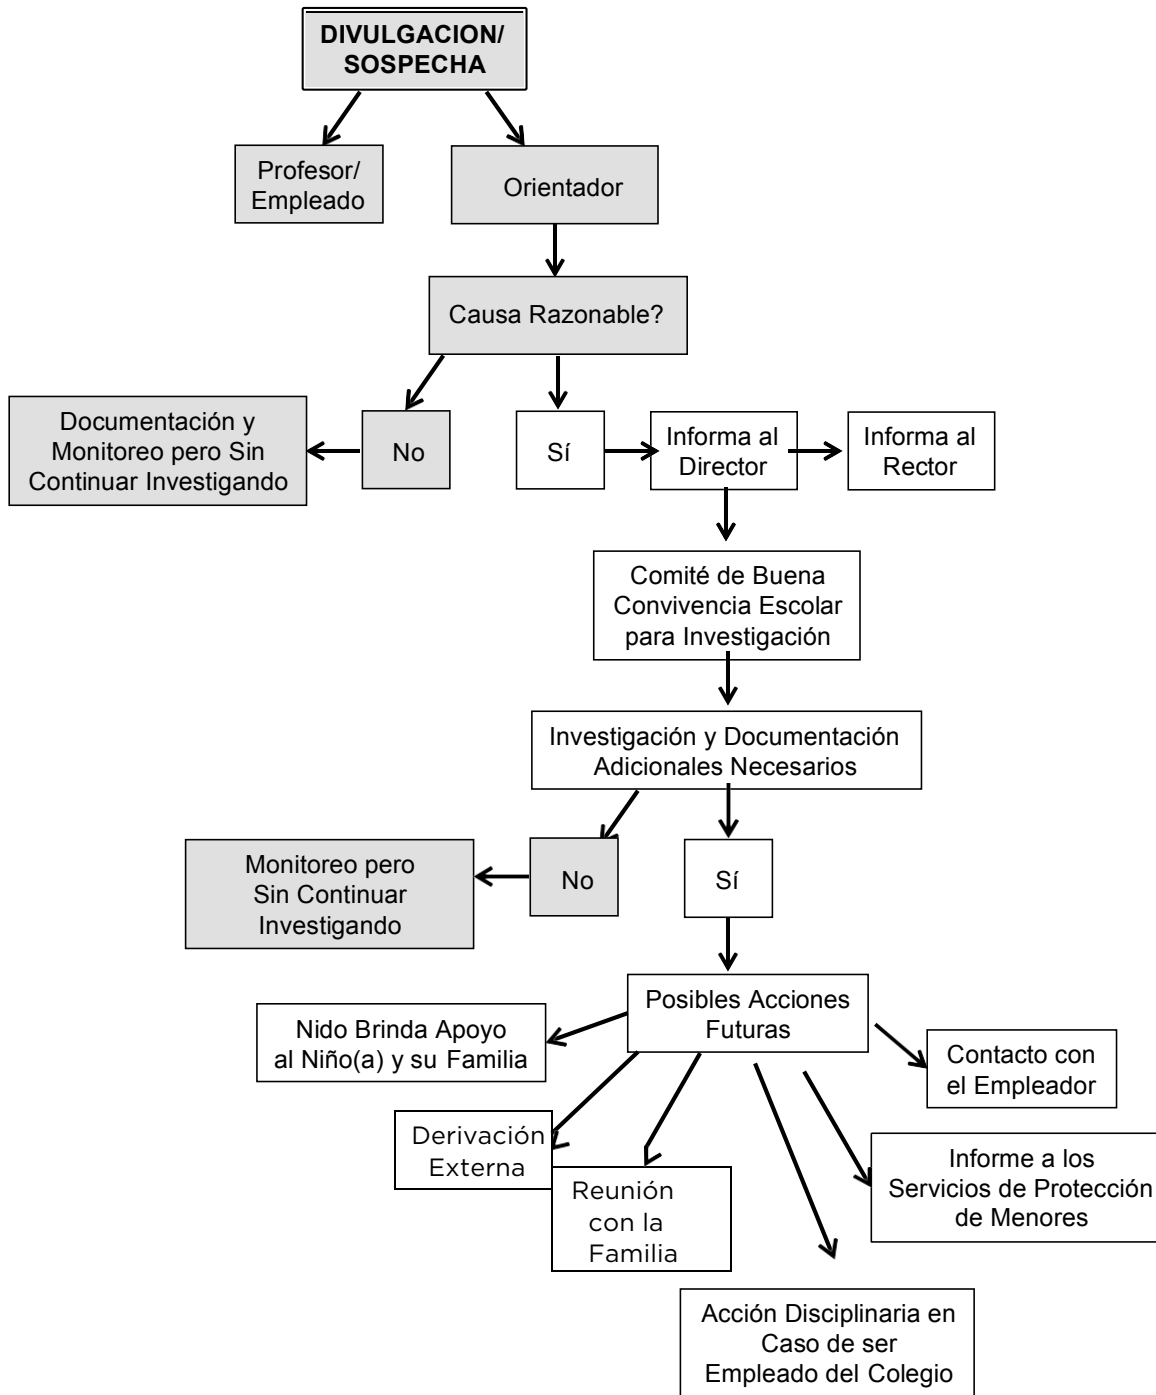 DIVULGACION/
SOSPECHA
Profesor/
Empleado
Orientador
Causa Razonable?
Documentación y
Monitoreo pero Sin
Continuar Investigando
No
Sí
Informa al
Director
Informa al
Rector
Comité de Buena
Convivencia Escolar
para Investigación
Investigación y Documentación
Adicionales Necesarios
Monitoreo pero
Sin Continuar
Investigando
No
Sí
Posibles Acciones
Futuras
Nido Brinda Apoyo
al Niño(a) y su Familia
Contacto con
el Empleador
Derivación
Externa
Reunión
con la
Familia
Informe a los
Servicios de Protección
de Menores
Acción Disciplinaria en
Caso de ser
Empleado del Colegio